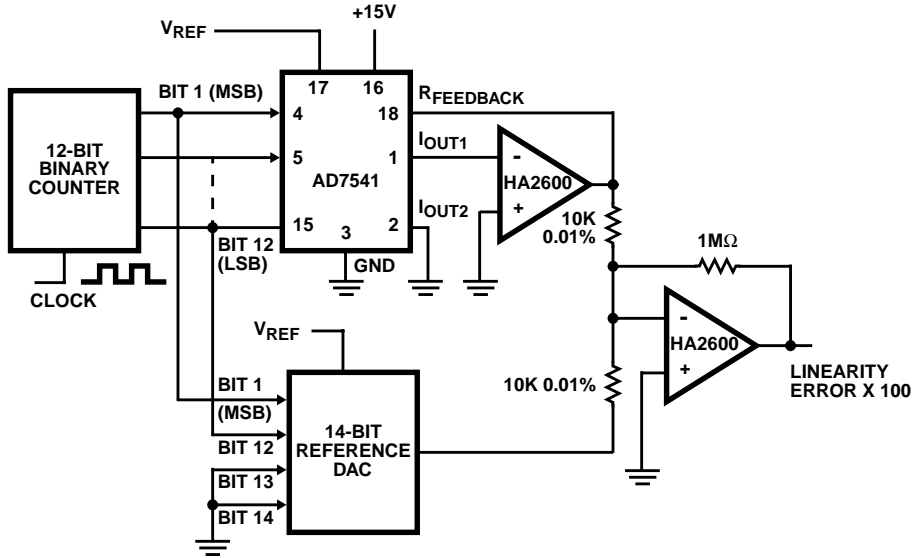 VREF
+15V
BIT 1 (MSB)
17
16
RFEEDBACK
4
18
12-BIT
BINARY
COUNTER
5
AD7541
1
IOUT1
-
HA2600
+
15
3
2
IOUT2
BIT 12
(LSB)
GND
CLOCK
10K
0.01%
1MΩ
-
HA2600
+
LINEARITY
ERROR X 100
VREF
BIT 1
(MSB)
BIT 12
BIT 13
BIT 14
14-BIT
REFERENCE
DAC
10K 0.01%